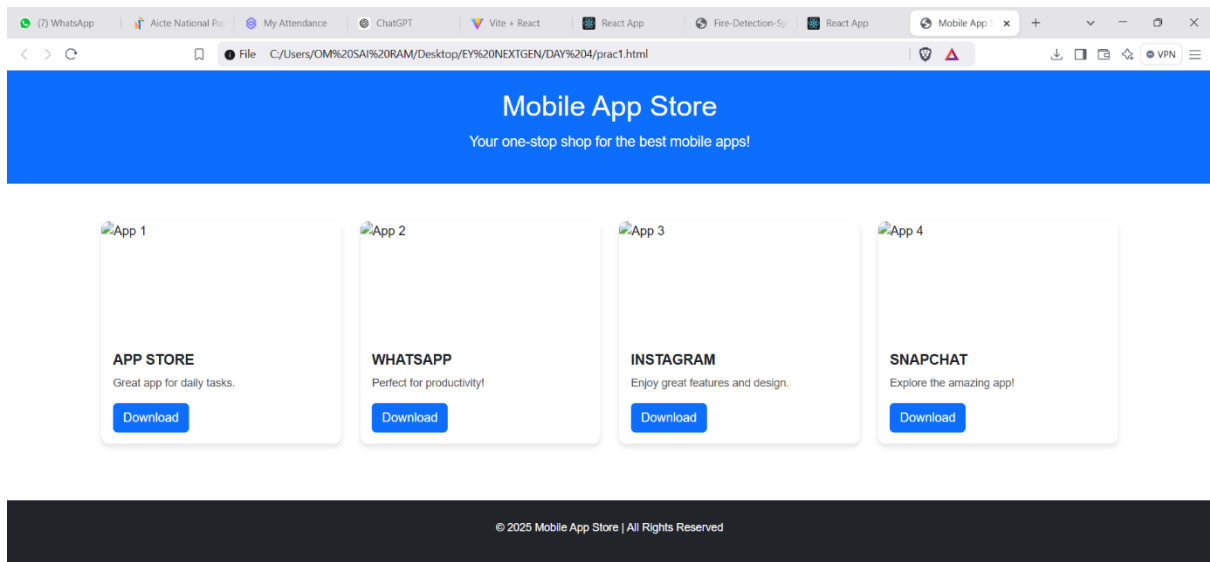 (7) WhatsApp
Aicte National Por
My Attendance
ChatGPT
Vite + React
React App
Fire-Detection-Sy
React App
Mobile App S
File C:/Users/OM%20SAI%20RAM/Desktop/EY%20NEXTGEN/DAY%204/prac1.html
VPN
Mobile App Store
Your one-stop shop for the best mobile apps!
App 1
App 2
App 3
App 4
APP STORE
WHATSAPP
INSTAGRAM
SNAPCHAT
Great app for daily tasks.
Perfect for productivity!
Enjoy great features and design.
Explore the amazing app!
Download
Download
Download
Download
© 2025 Mobile App Store | All Rights Reserved